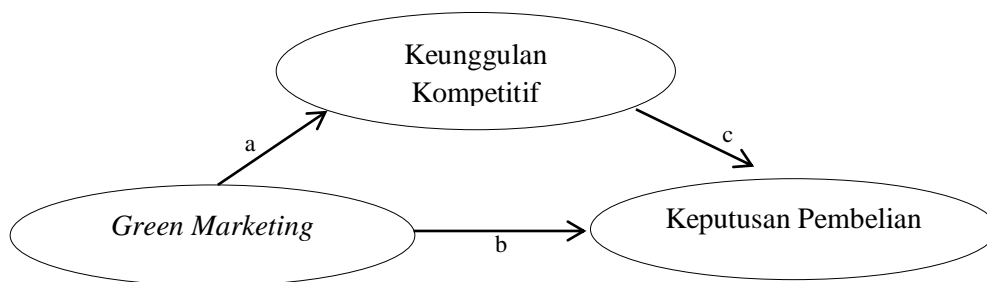 Keunggulan
Kompetitif
a
c
Green Marketing
Keputusan Pembelian
b